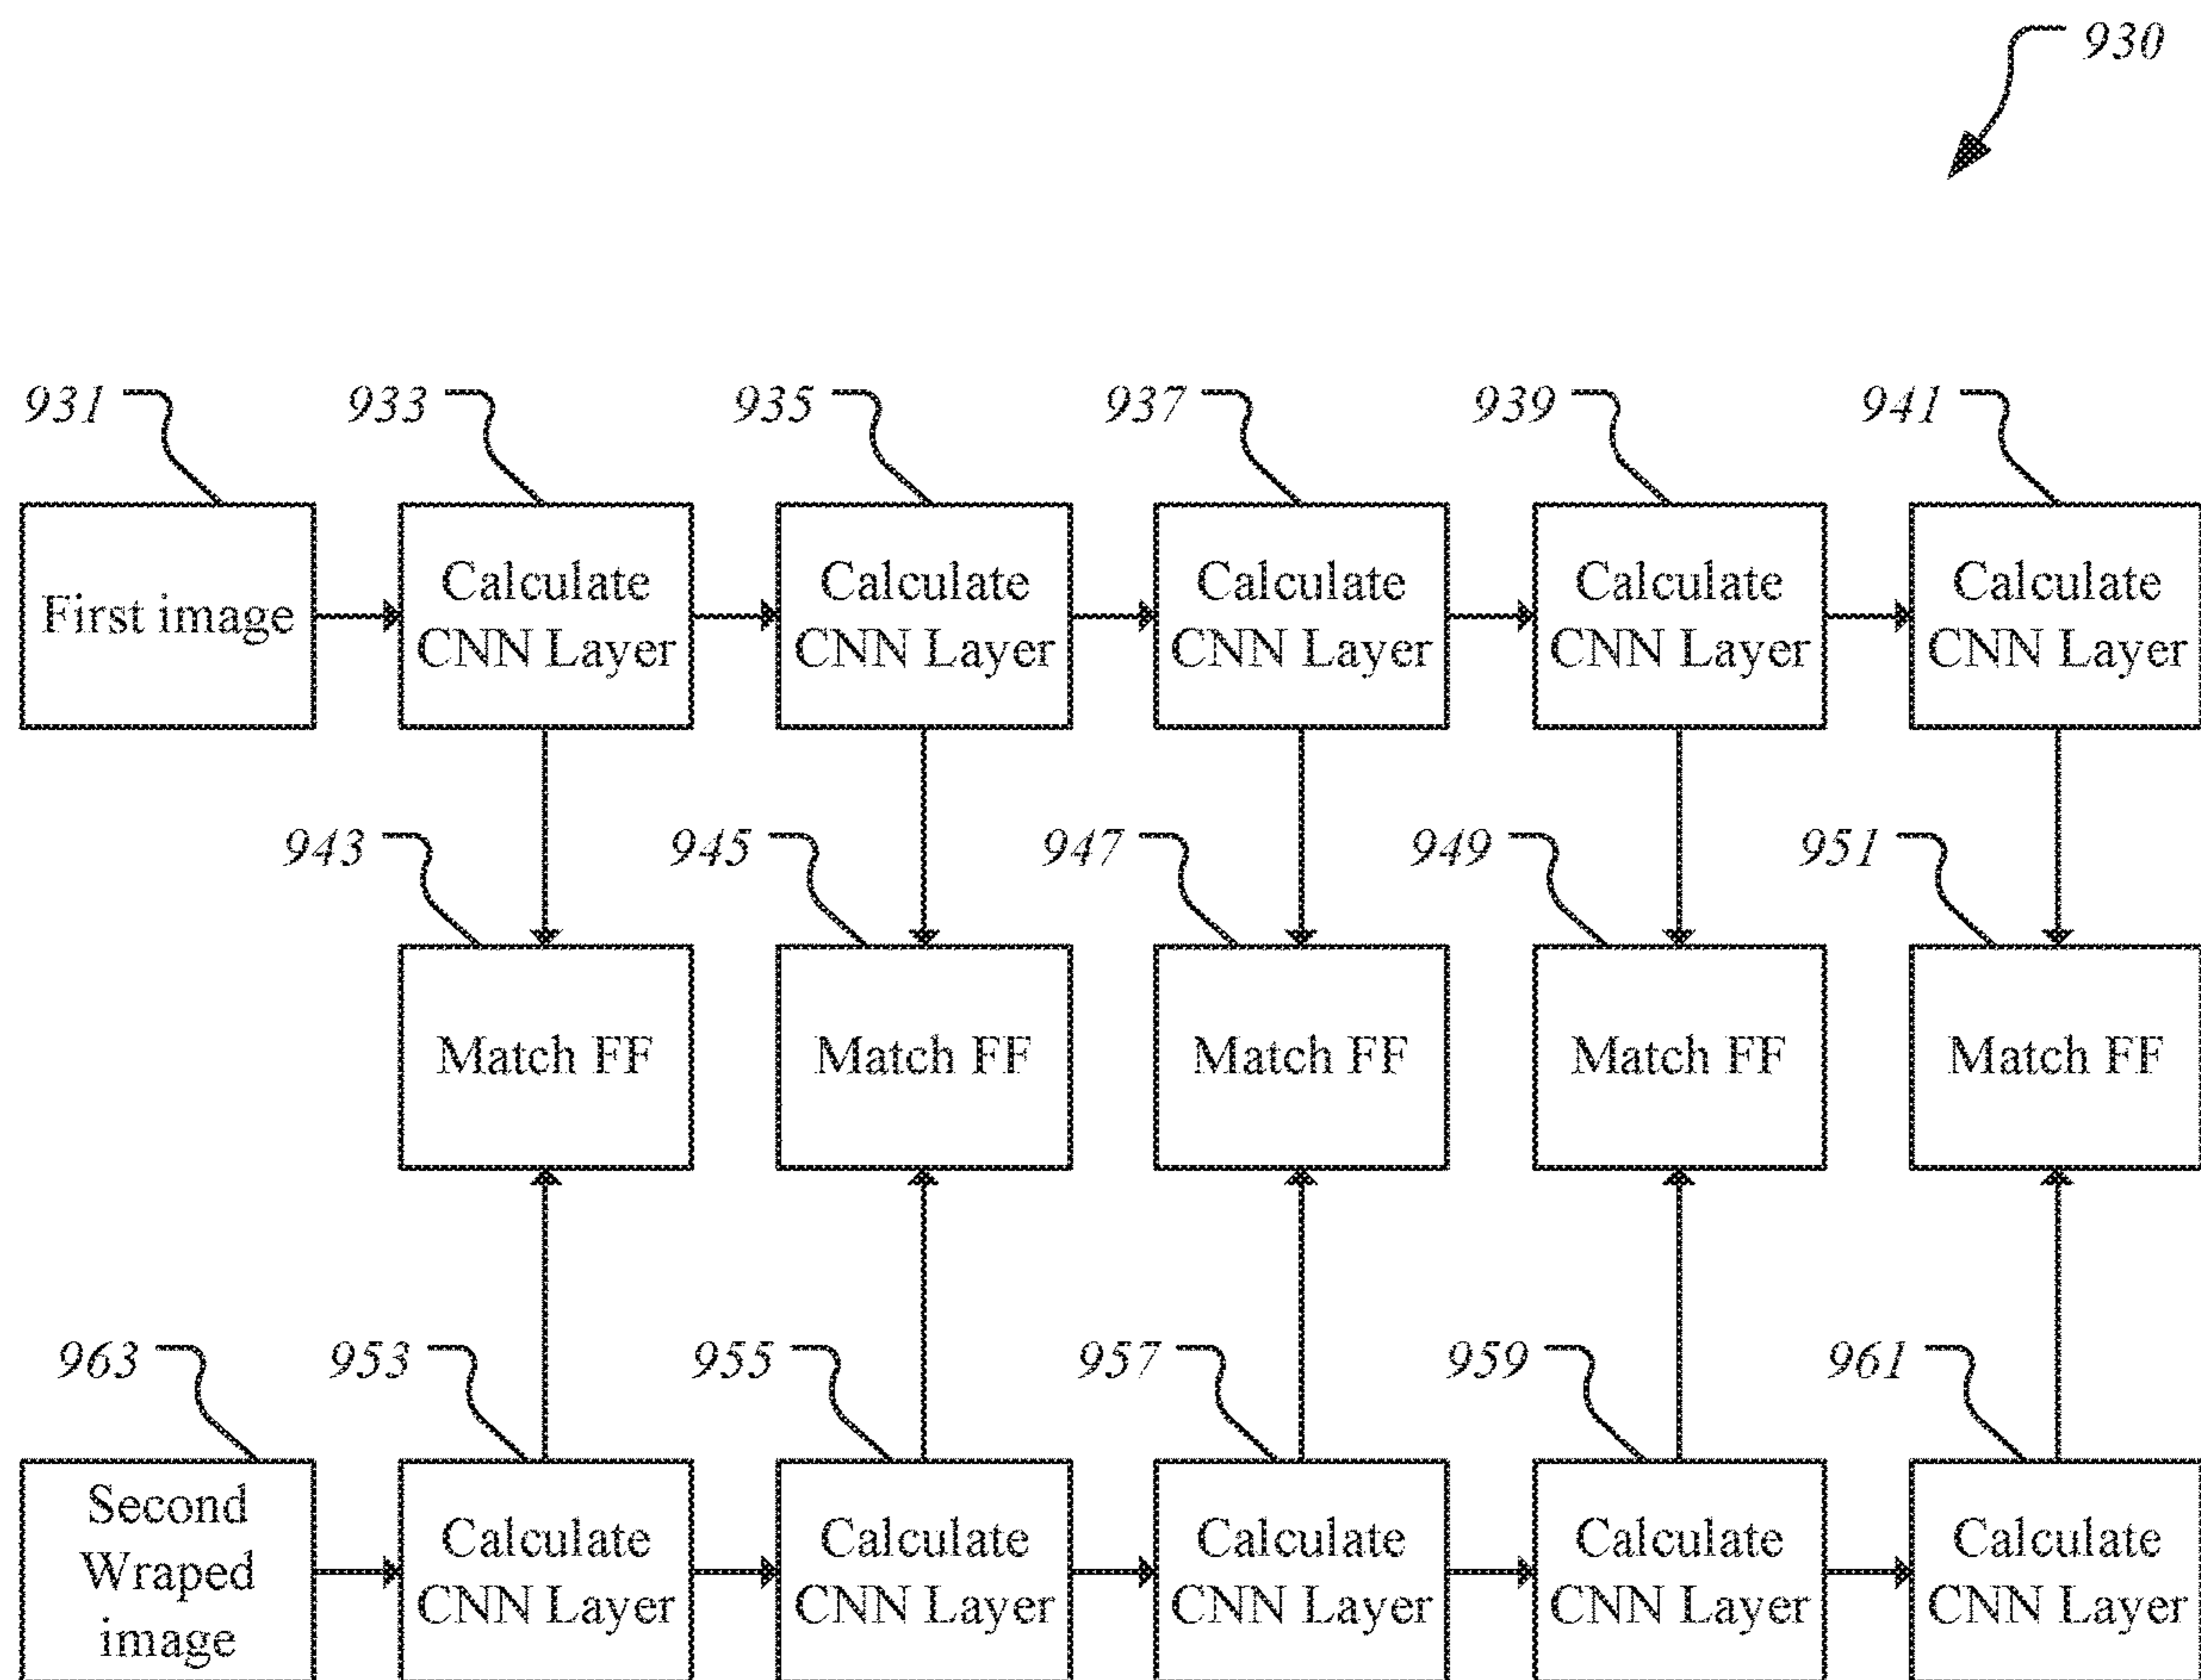 930
931
933
935
937
939
941
First image
Calculate
CNN Layer
Calculate
CNN Layer
Calculate
CNN Layer
Calculate
CNN Layer
Calculate
CNN Layer
943
945
947
949
951
Match FF
Match FF
Match FF
Match FF
Match FF
963
953
955
957
959
961
Second
Wraped
image
Calculate
CNN Layer
Calculate
CNN Layer
Calculate
CNN Layer
Calculate
CNN Layer
Calculate
CNN Layer